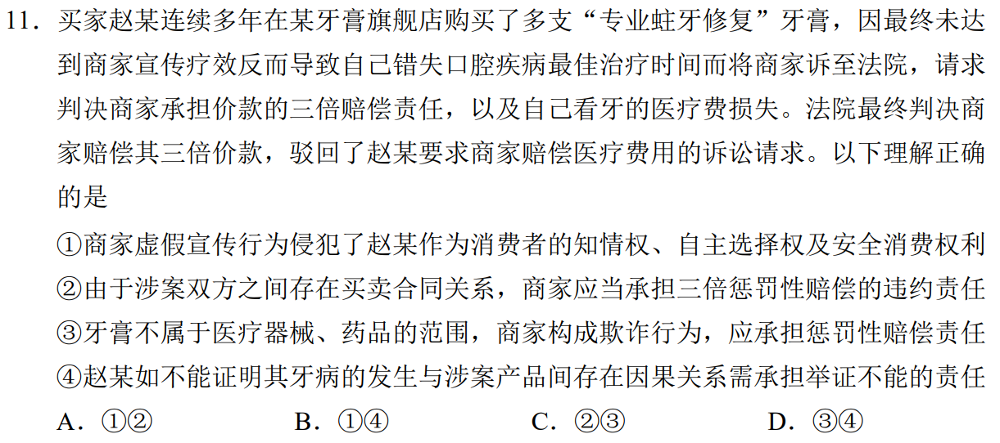 11．买家赵某连续多年在某牙膏旗舰店购买了多支“专业蛀牙修复”牙膏，因最终未达
到商家宣传疗效反而导致自己错失口腔疾病最佳治疗时间而将商家诉至法院，请求
判决商家承担价款的三倍赔偿责任，以及自己看牙的医疗费损失。法院最终判决商
家赔偿其三倍价款，驳回了赵某要求商家赔偿医疗费用的诉讼请求。以下理解正确
的是
①商家虚假宣传行为侵犯了赵某作为消费者的知情权、自主选择权及安全消费权利
②由于涉案双方之间存在买卖合同关系，商家应当承担三倍惩罚性赔偿的违约责任
③牙膏不属于医疗器械、药品的范围，商家构成欺诈行为，应承担惩罚性赔偿责任
④赵某如不能证明其牙病的发生与涉案产品间存在因果关系需承担举证不能的责任
A．①② B．①④ C．②③ D．③④